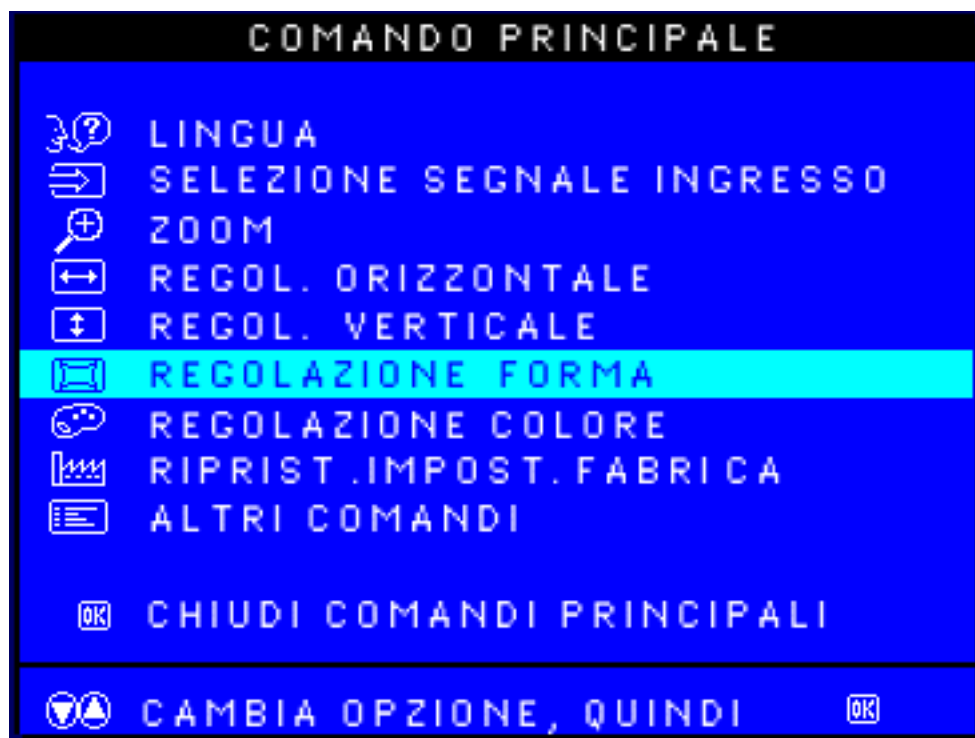 COMANDO PRINCIPALE
LINGUA
SELEZIONE SEGNALE INGRESSO
ZOOM
REGOL. ORIZZONTALE
REGOL. VERTICALE
REGOLAZIONE FORMA
REGOLAZIONE COLORE
RIPRIST.IMPOST.FABRICA
ALTRI COMANDI
OK CHIUDI COMANDI PRINCIPALI
CAMBIA OPZIONE, QUINDI OK